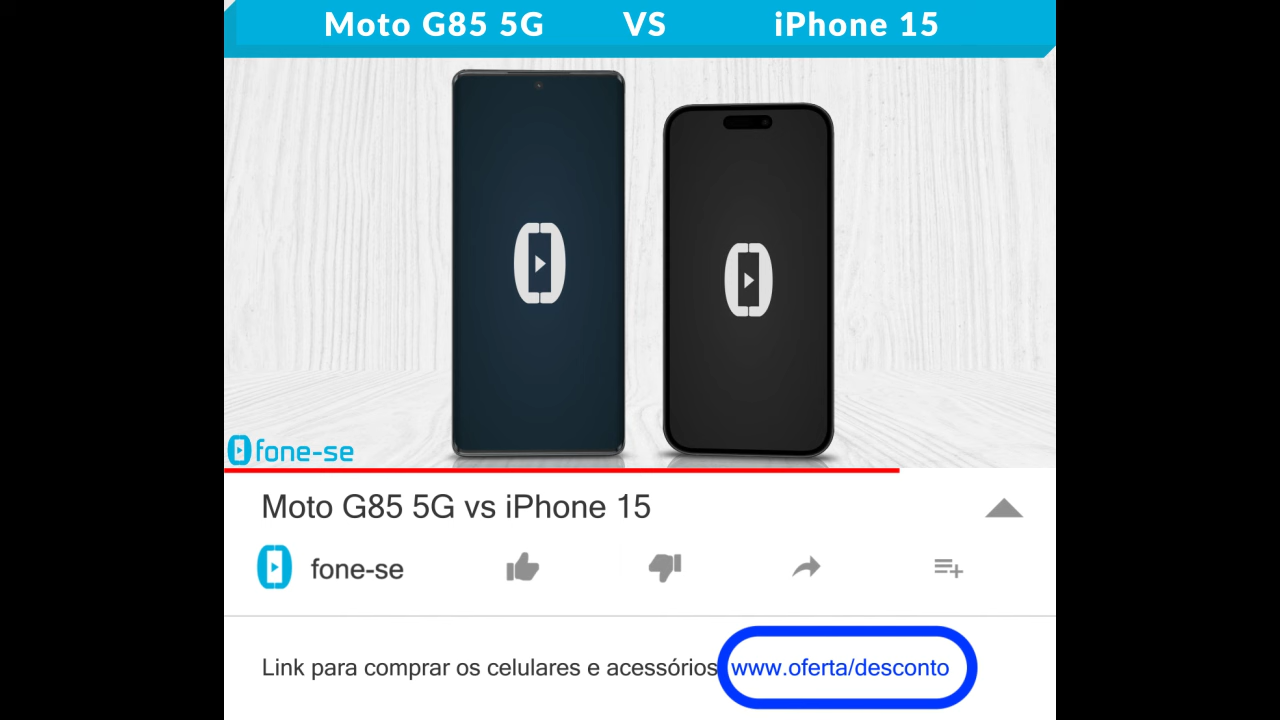 Moto G85 5G VS iPhone 15
fone-se
Moto G85 5G vs iPhone 15
fone-se
Link para comprar os celulares e acessórios www.oferta/desconto